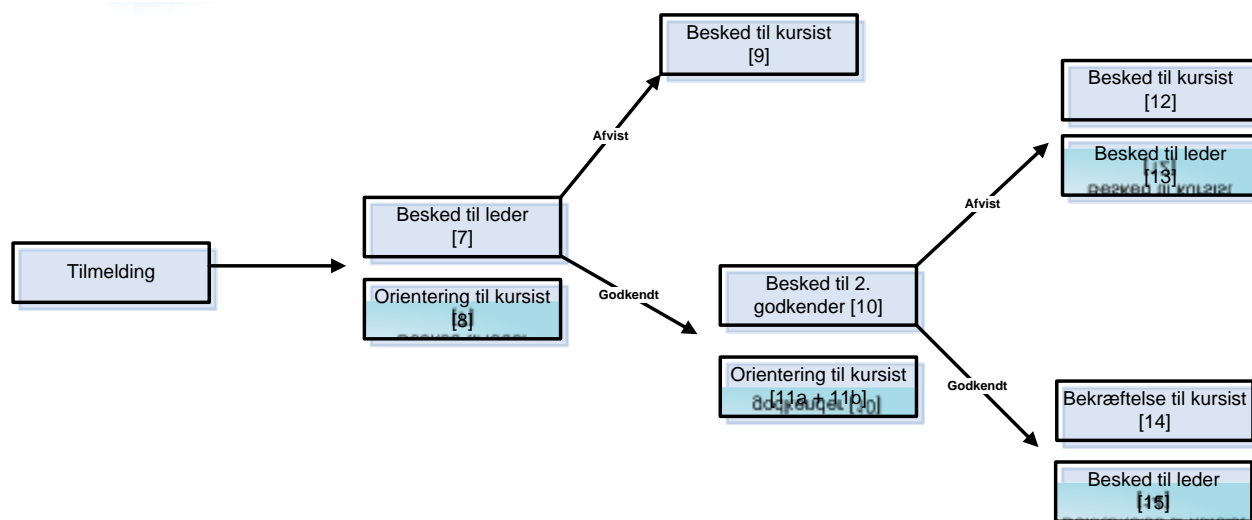 Tilmelding
Besked til leder
[7]
Orientering til kursist
[8]
Afvist
Besked til kursist
[9]
Godkendt
Besked til 2.
godkender [10]
Orientering til kursist
[11a + 11b]
Afvist
Besked til kursist
[12]
Besked til leder
[13]
Godkendt
Bekræftelse til kursist
[14]
Besked til leder
[15]